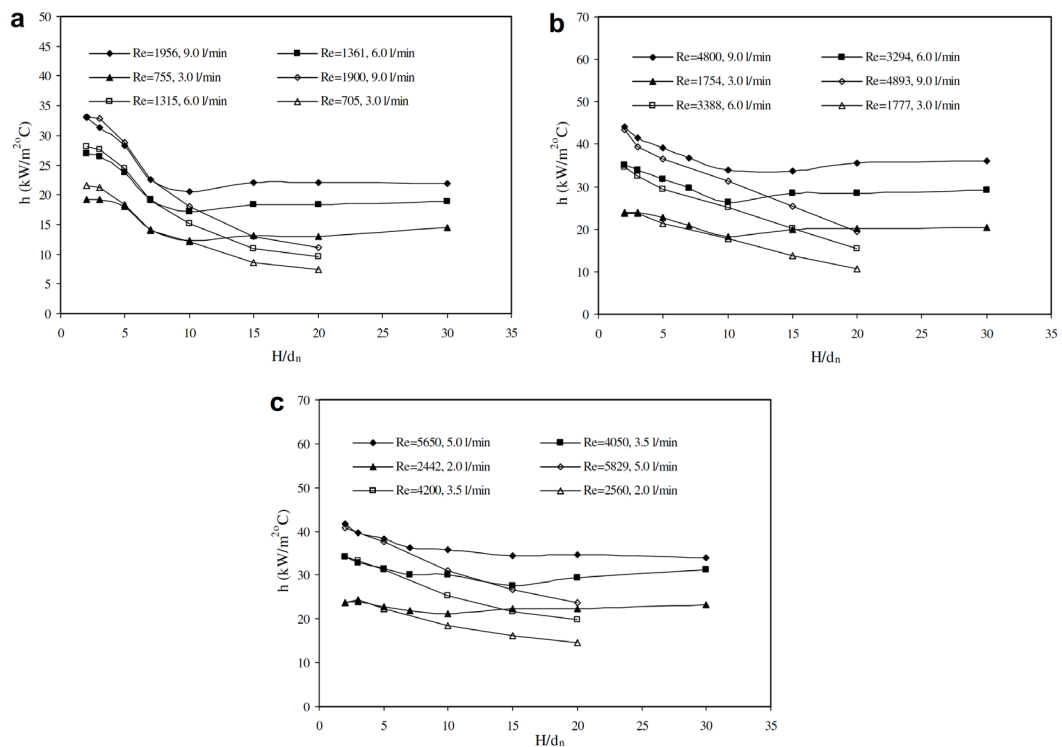 a
50
45
40
35
30
25
20
15
10
5
0
h (kW/m²°C)
Re=1956, 9.0 l/min
Re=1361, 6.0 l/min
Re=755, 3.0 l/min
Re=1900, 9.0 l/min
Re=1315, 6.0 l/min
Re=705, 3.0 l/min
0 5 10 15 20 25 30 35
H/dn
b
70
60
50
40
30
20
10
0
h (kW/m²°C)
Re=4800, 9.0 l/min
Re=3294, 6.0 l/min
Re=1754, 3.0 l/min
Re=4893, 9.0 l/min
Re=3388, 6.0 l/min
Re=1777, 3.0 l/min
0 5 10 15 20 25 30 35
H/dn
c
70
60
50
40
30
20
10
0
h (kW/m²°C)
Re=5650, 5.0 l/min
Re=4050, 3.5 l/min
Re=2442, 2.0 l/min
Re=5829, 5.0 l/min
Re=4200, 3.5 l/min
Re=2560, 2.0 l/min
0 5 10 15 20 25 30 35
H/dn